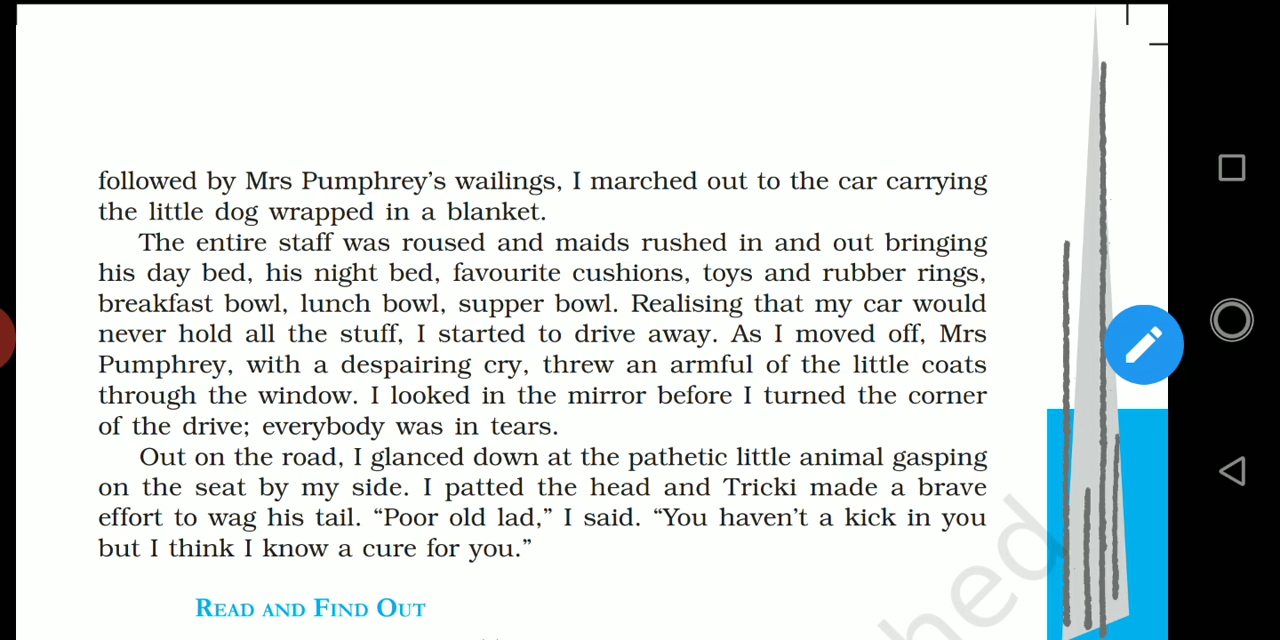 followed by Mrs Pumphrey’s wailings, I marched out to the car carrying
the little dog wrapped in a blanket.
The entire staff was roused and maids rushed in and out bringing
his day bed, his night bed, favourite cushions, toys and rubber rings,
breakfast bowl, lunch bowl, supper bowl. Realising that my car would
never hold all the stuff, I started to drive away. As I moved off, Mrs
Pumphrey, with a despairing cry, threw an armful of the little coats
through the window. I looked in the mirror before I turned the corner
of the drive; everybody was in tears.
Out on the road, I glanced down at the pathetic little animal gasping
on the seat by my side. I patted the head and Tricki made a brave
effort to wag his tail. “Poor old lad,” I said. “You haven’t a kick in you
but I think I know a cure for you.”
READ AND FIND OUT
hed